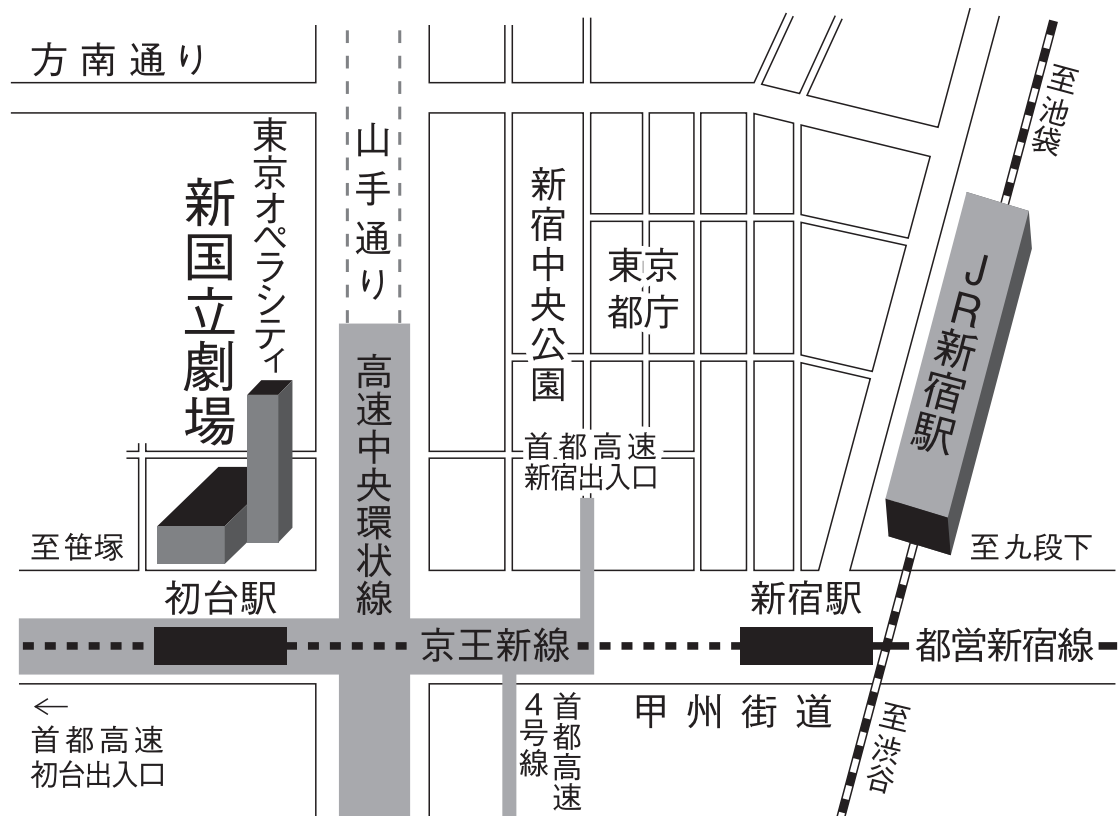 方南通り
至池袋
東京オペラシティ
新国立劇場
山手通り
新宿中央公園
東京
都庁
JR新宿駅
高速中央環状線
首都高速
新宿出入口
至笹塚
至九段下
初台駅
新宿駅
京王新線
都営新宿線
←
首都高速
初台出入口
首都高速
4号線
甲州街道
至渋谷